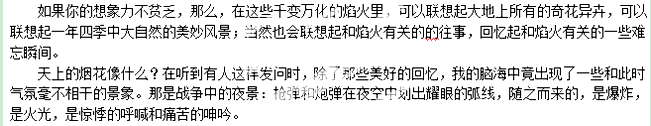 如果你的想象力不贫乏，那么，在这些千变万化的焰火里，可以联想起大地上所有的奇花异卉，可以
联想起一年四季中大自然的美妙风景；当然也会联想起和焰火有关的的往事，回忆起和焰火有关的一些难
忘瞬间。
天上的烟花像什么？在听到有人这样发问时，除了那些美好的回忆，我的脑海中竟出现了一些和此时
气氛毫不相干的景象。那是战争中的夜景：抢弹和炮弹在夜空中划出耀眼的弧线，随之而来的，是爆炸，
是火光，是惊悸的呼喊和痛苦的呻吟。